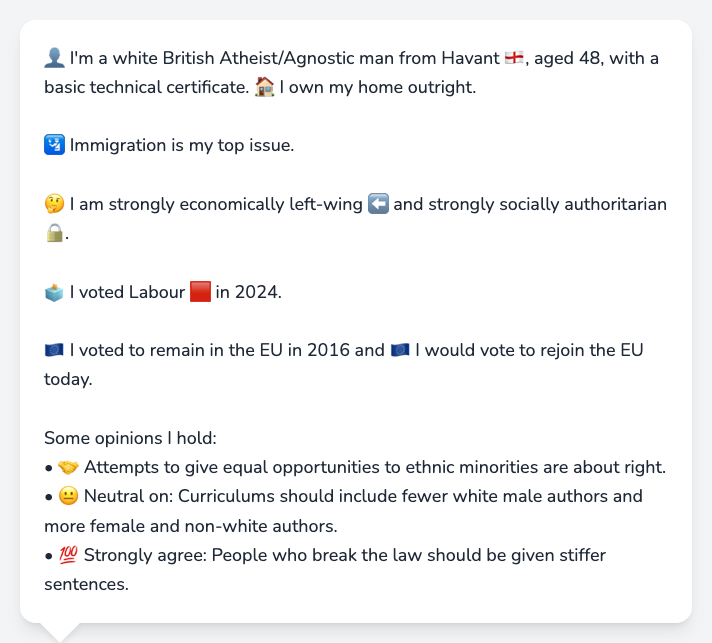 👤 I'm a white British Atheist/Agnostic man from Havant 🏴󠁧󠁢󠁥󠁮󠁧󠁿, aged 48, with a
basic technical certificate. 🏠 I own my home outright.
🛂 Immigration is my top issue.
🤔 I am strongly economically left-wing ⬅️ and strongly socially authoritarian
🔒.
🗳️ I voted Labour 🟥 in 2024.
🇪🇺 I voted to remain in the EU in 2016 and 🇪🇺 I would vote to rejoin the EU
today.
Some opinions I hold:
• 🤝 Attempts to give equal opportunities to ethnic minorities are about right.
• 😐 Neutral on: Curriculums should include fewer white male authors and
more female and non-white authors.
• 💯 Strongly agree: People who break the law should be given stiffer
sentences.